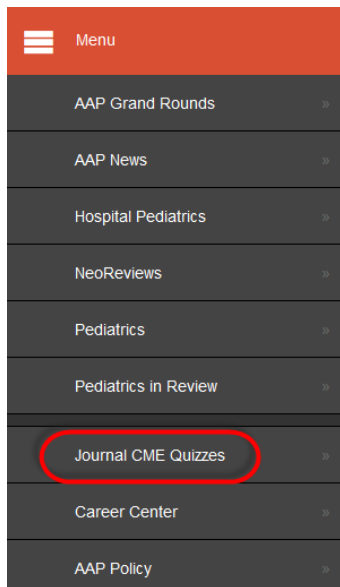 Menu
AAP Grand Rounds »
AAP News »
Hospital Pediatrics »
NeoReviews »
Pediatrics »
Pediatrics in Review »
Journal CME Quizzes »
Career Center »
AAP Policy »